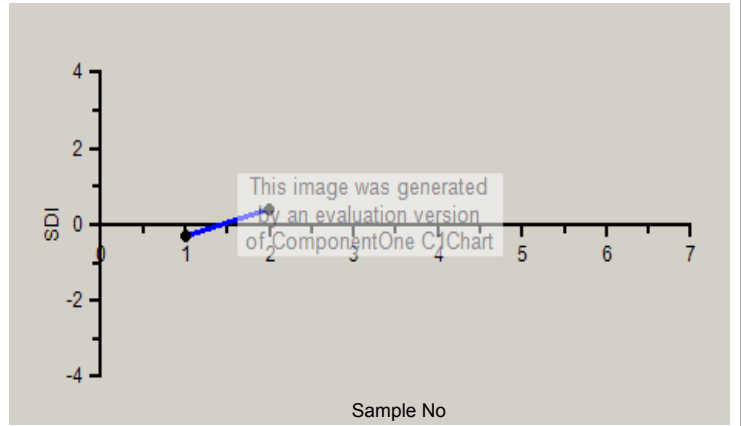 4
2
SDI
0
-2
-4
0 1 2 3 4 5 6 7
This image was generated
by an evaluation version
of ComponentOne C1Chart
Sample No